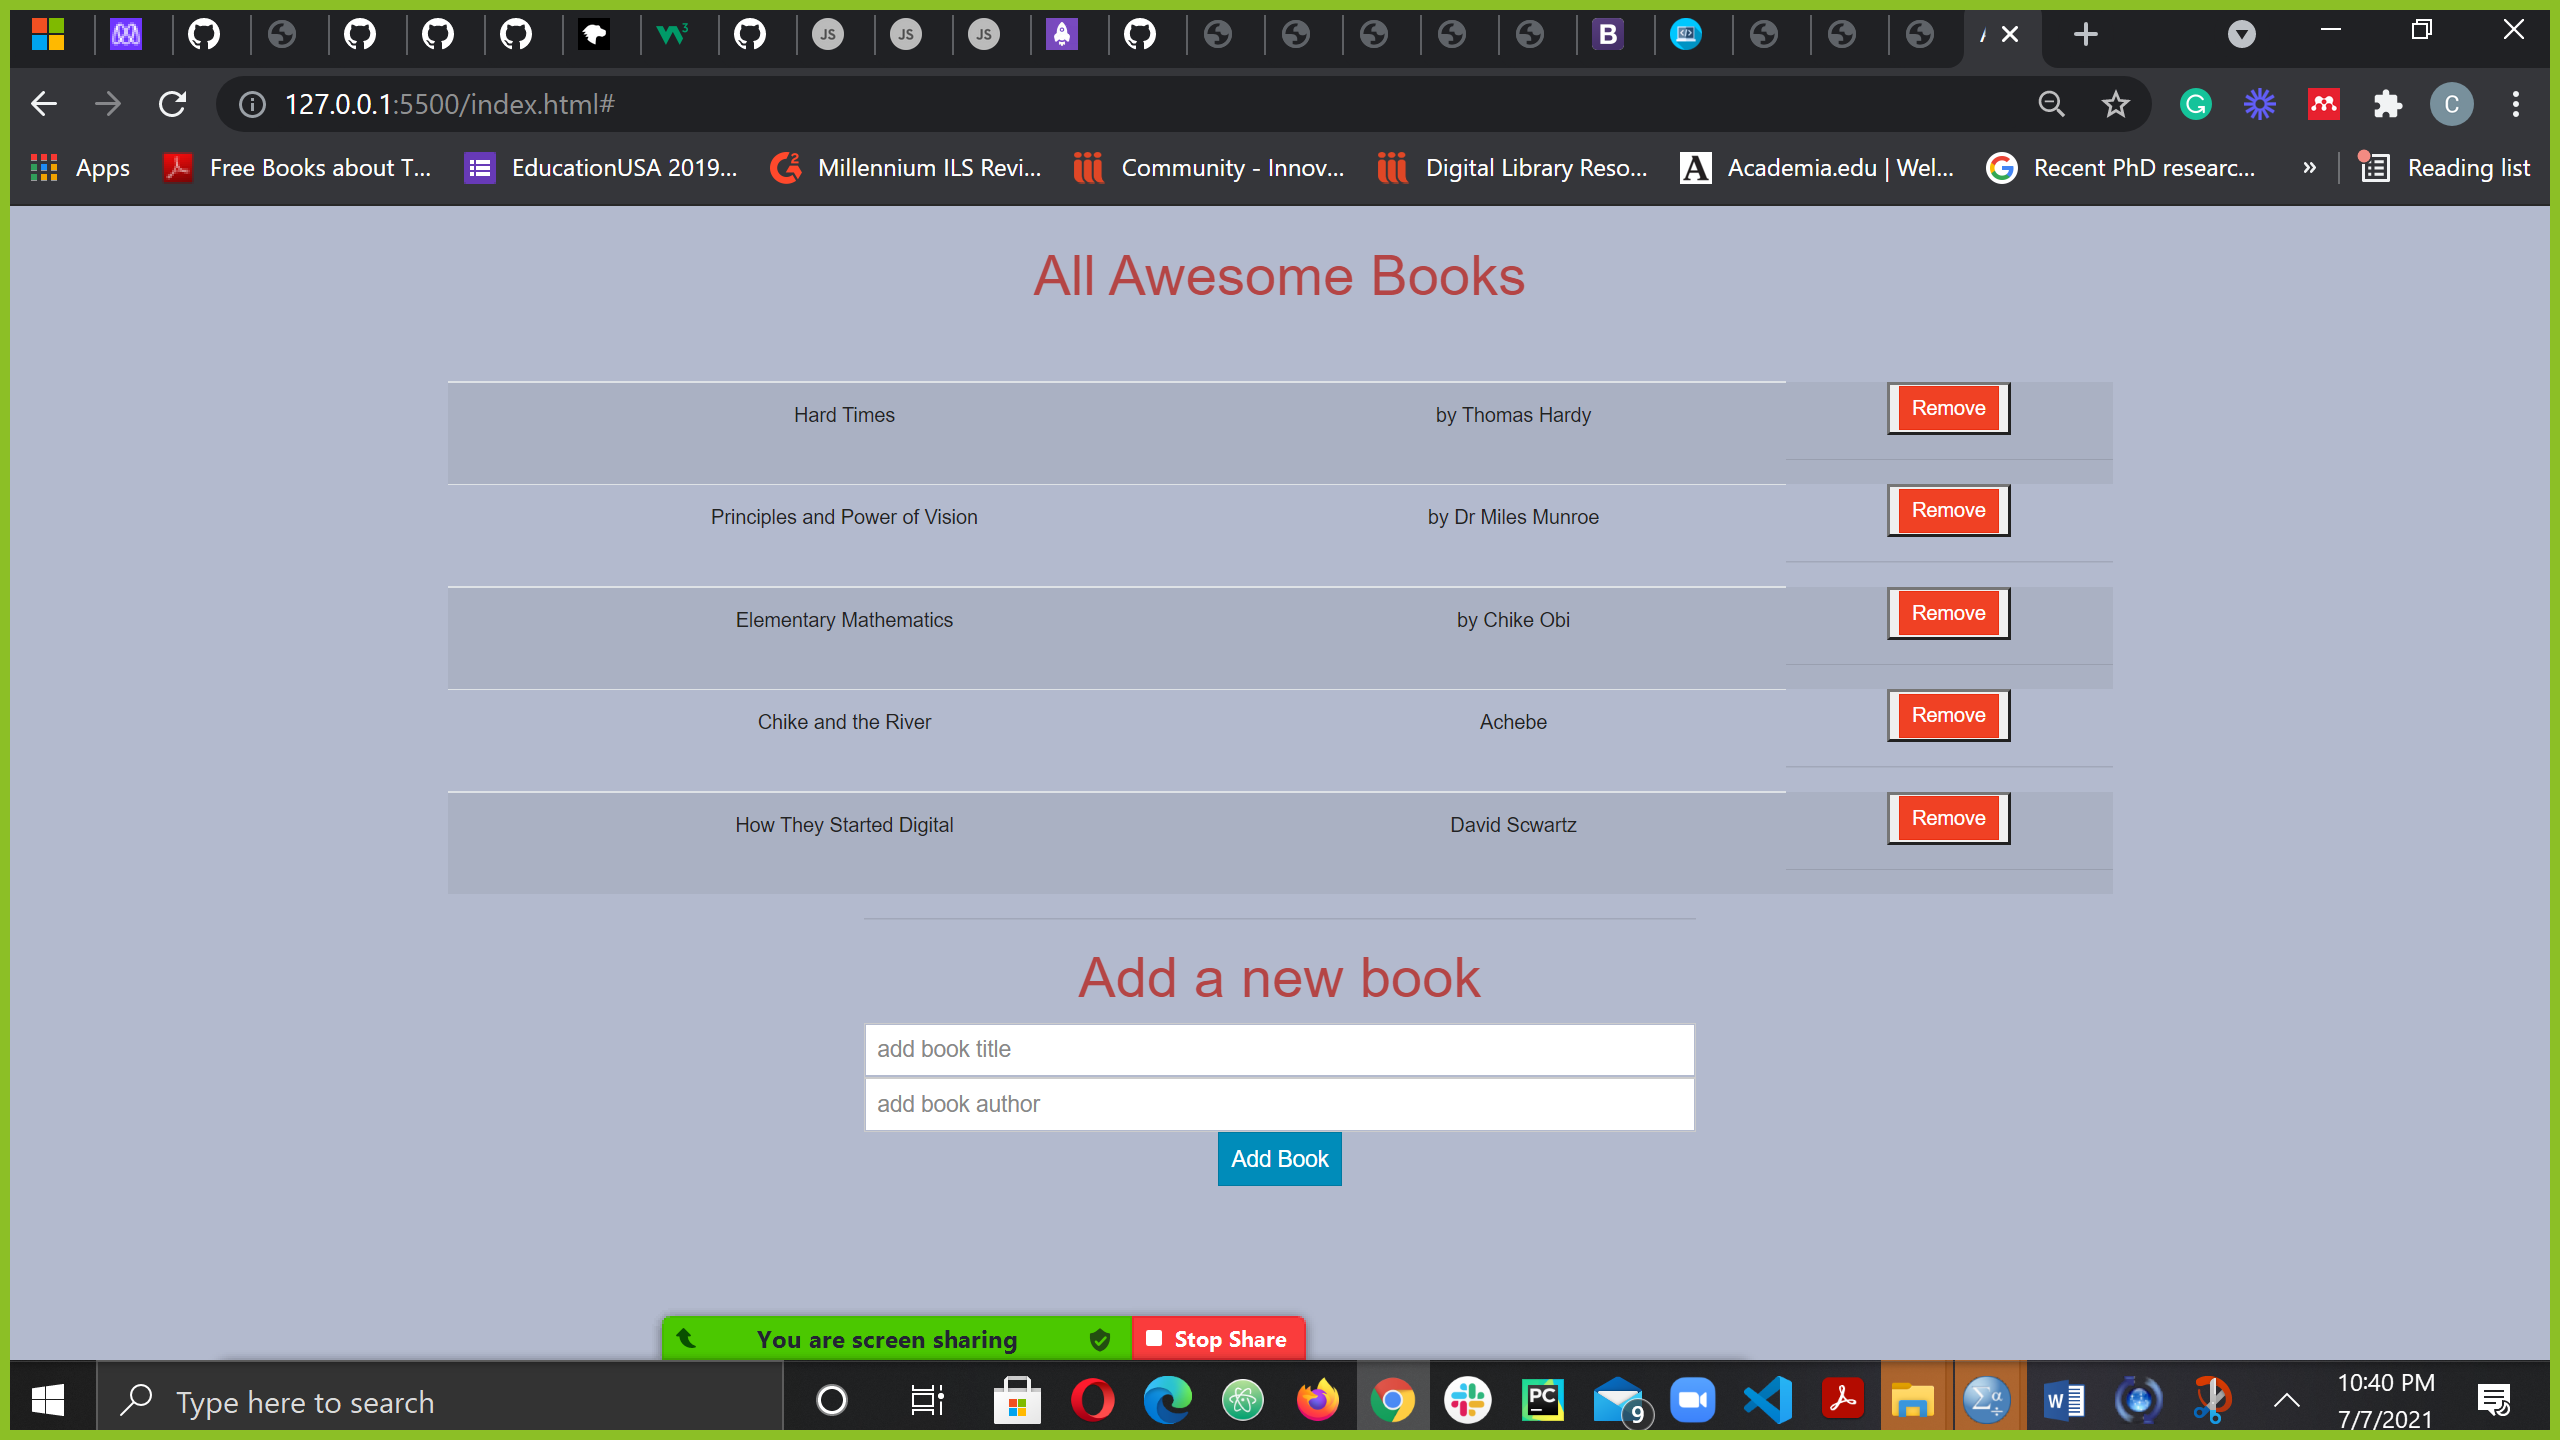 127.0.0.1:5500/index.html#
C
Apps
Free Books about T...
EducationUSA 2019...
Millennium ILS Revi...
Community - Innov...
Digital Library Reso...
Academia.edu | Wel...
Recent PhD researc...
»
Reading list
All Awesome Books
Hard Times by Thomas Hardy Remove
Principles and Power of Vision by Dr Miles Munroe Remove
Elementary Mathematics by Chike Obi Remove
Chike and the River Achebe Remove
How They Started Digital David Scwartz Remove
Add a new book
add book title
add book author
Add Book
You are screen sharing Stop Share
Type here to search
9
10:40 PM
7/7/2021